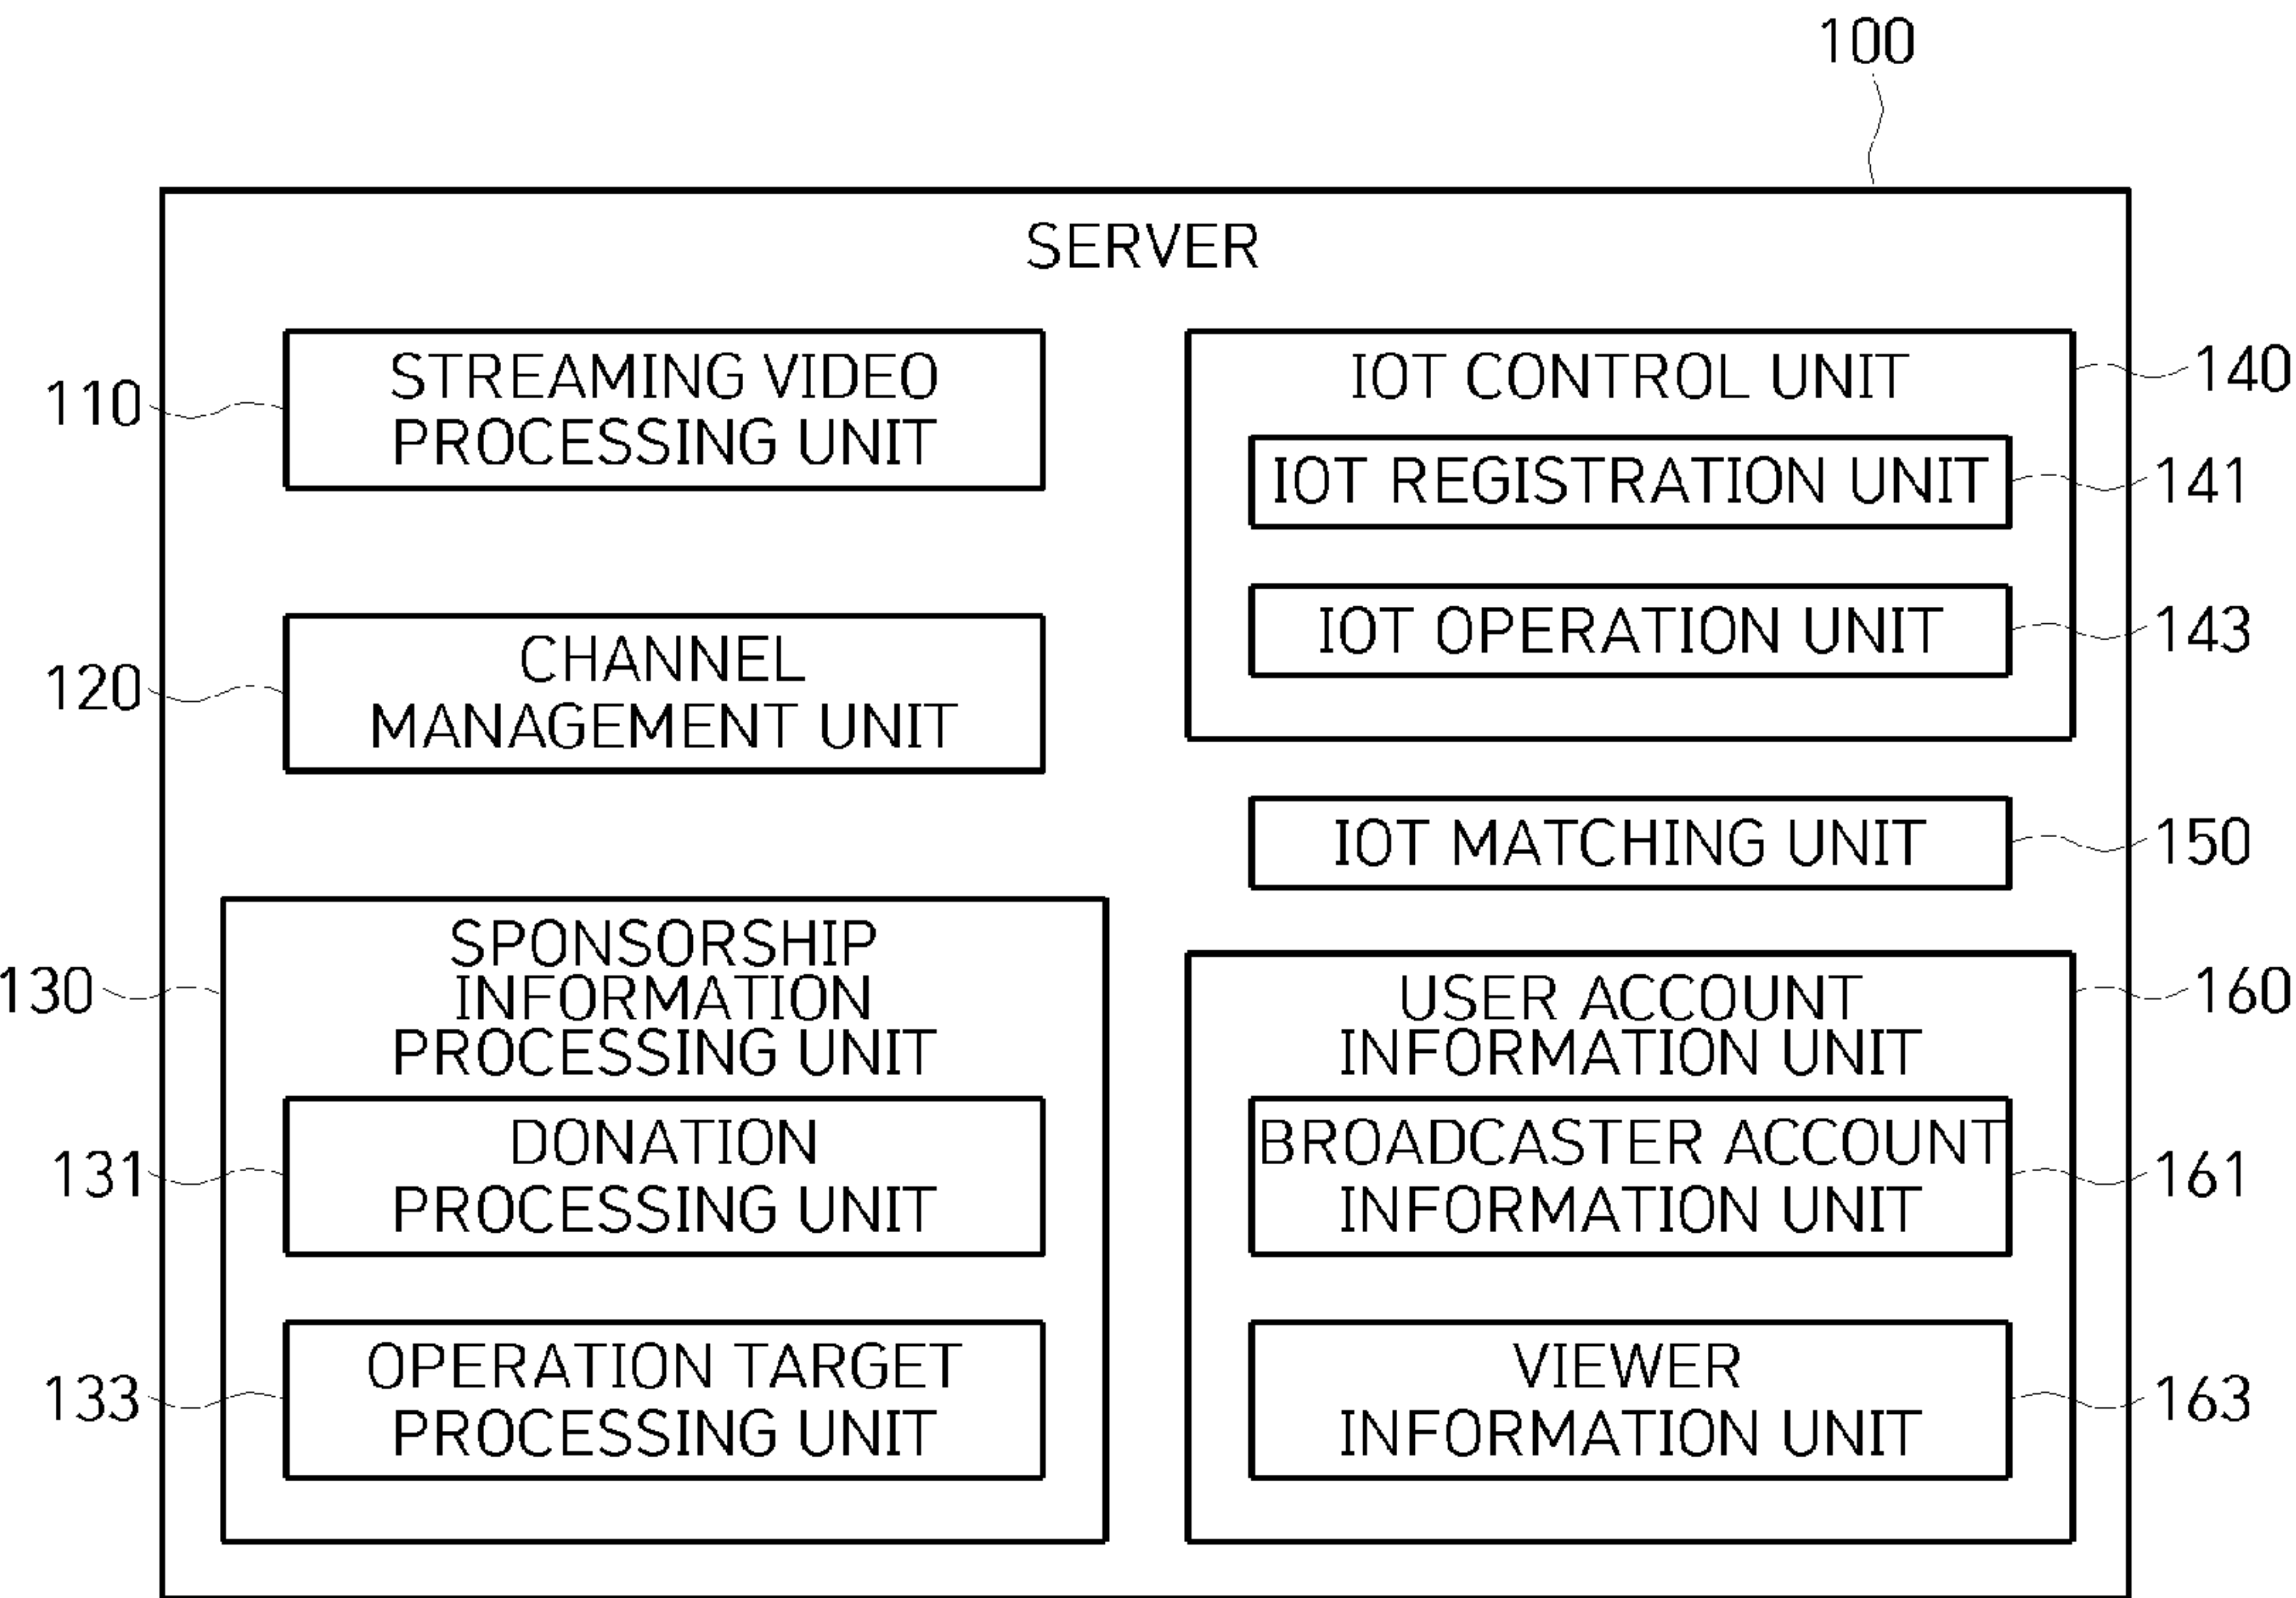 100
SERVER
110
STREAMING VIDEO
PROCESSING UNIT
120
CHANNEL
MANAGEMENT UNIT
130
SPONSORSHIP
INFORMATION
PROCESSING UNIT
131
DONATION
PROCESSING UNIT
133
OPERATION TARGET
PROCESSING UNIT
IOT CONTROL UNIT
140
IOT REGISTRATION UNIT
141
IOT OPERATION UNIT
143
IOT MATCHING UNIT
150
USER ACCOUNT
INFORMATION UNIT
160
BROADCASTER ACCOUNT
INFORMATION UNIT
161
VIEWER
INFORMATION UNIT
163